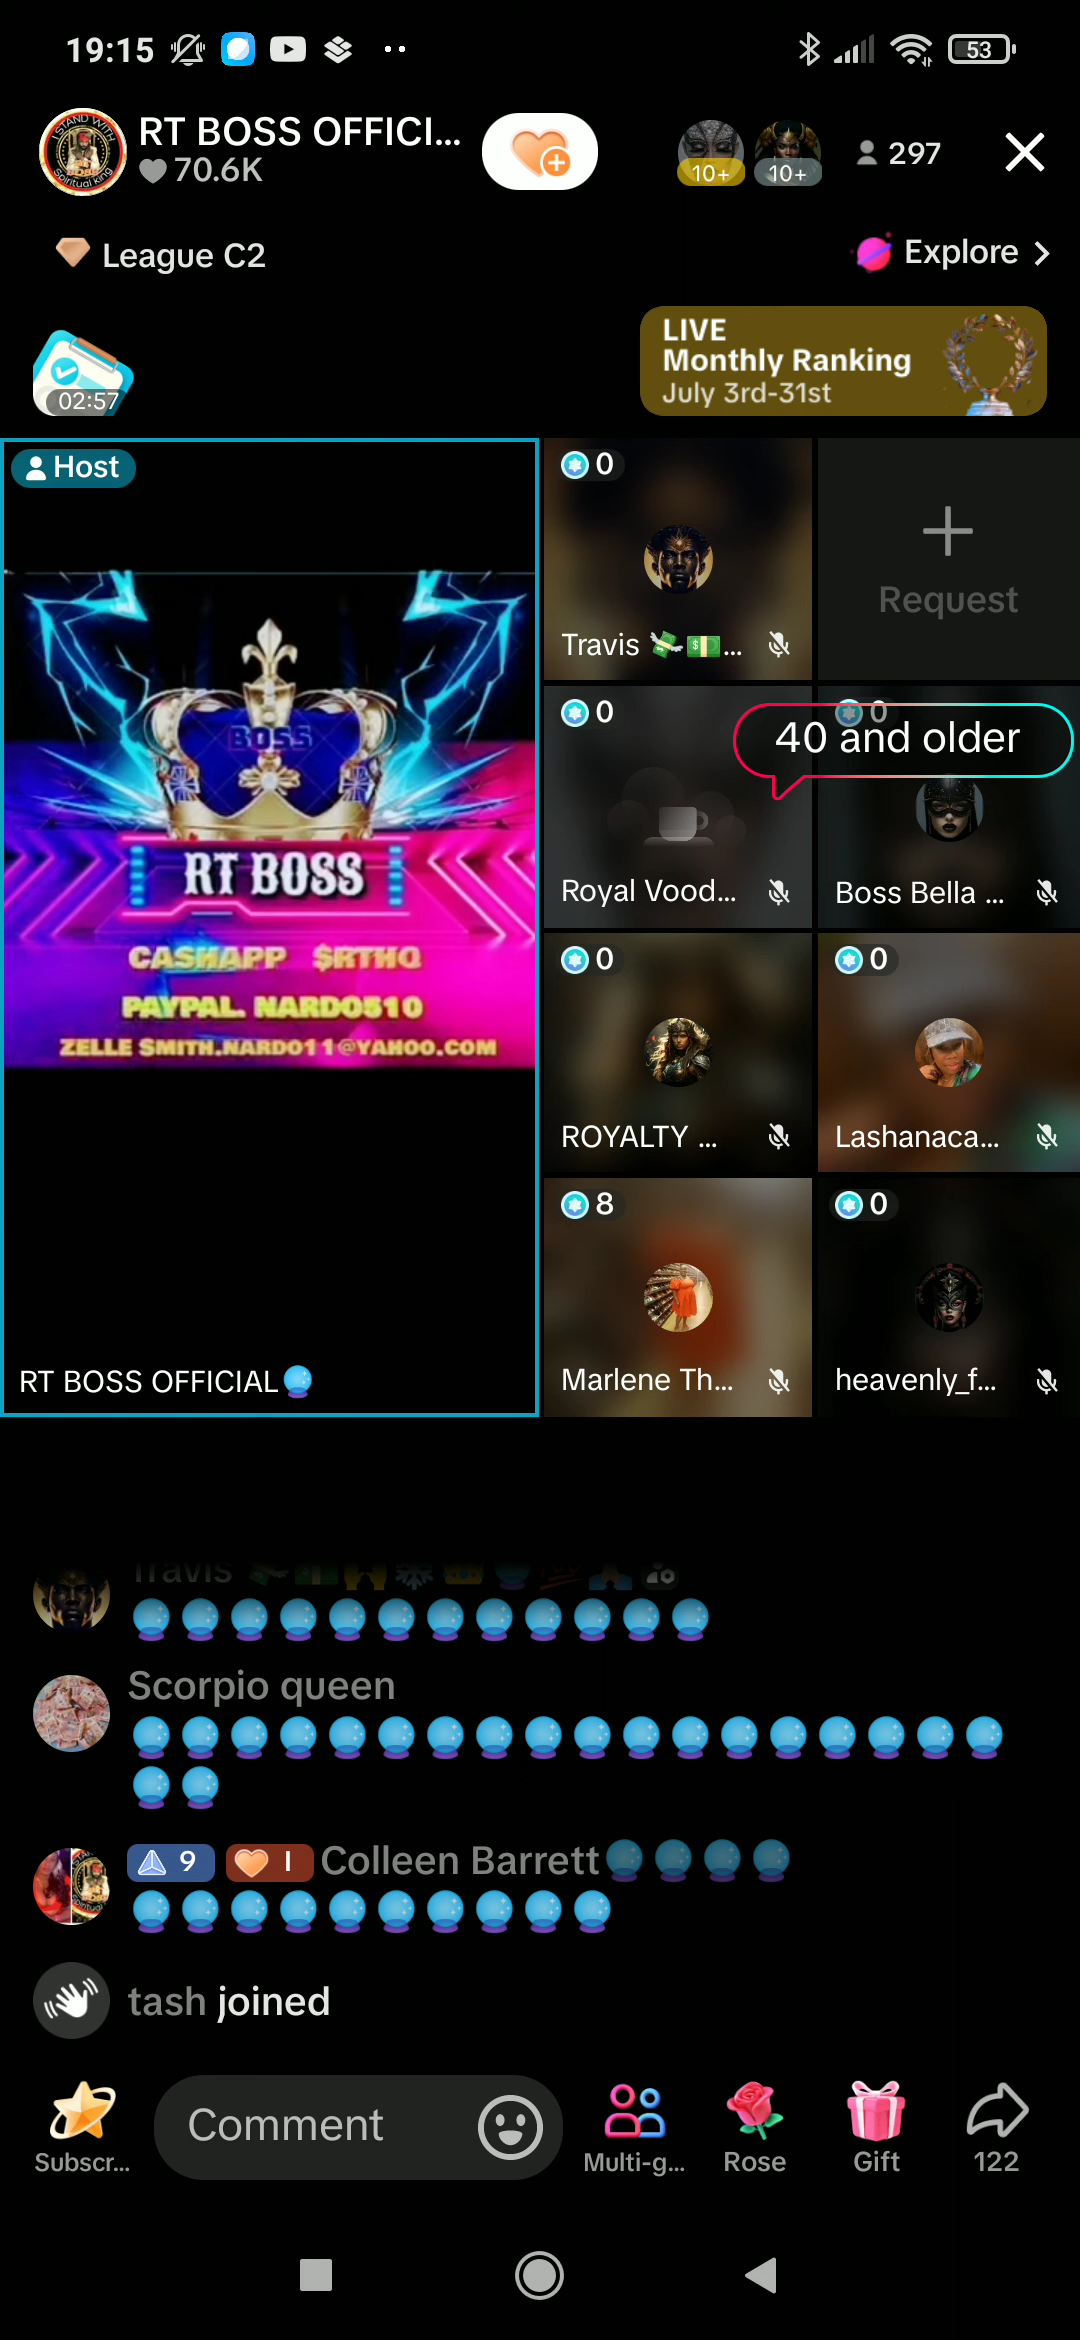 19:15
53
RT BOSS OFFICI...
70.6K
10+
10+
297
League C2
Explore
02:57
LIVE
Monthly Ranking
July 3rd-31st
Host
BOSS
RT BOSS
CASHAPP $RTHQ
PAYPAL. NARDO510
ZELLE SMITH.NARDO11@YAHOO.COM
RT BOSS OFFICIAL
0
Travis ...
Request
0
Royal Vood...
0
40 and older
Boss Bella ...
0
ROYALTY ...
0
Lashanaca...
8
Marlene Th...
0
heavenly_f...
Travis
Scorpio queen
9
I
Colleen Barrett
tash joined
Subscr...
Comment
Multi-g...
Rose
Gift
122